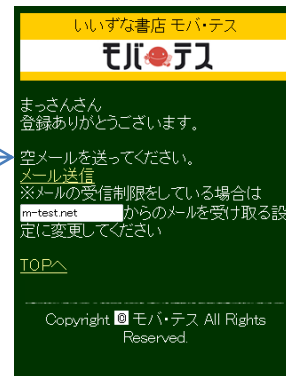 いいずな書店 モバ・テス
モバ・テス
まっさんさん
登録ありがとうございます。
空メールを送ってください。
メール送信
※メールの受信制限をしている場合は
m-test.net からのメールを受け取る設
定に変更してください
TOPへ
Copyright © モバ・テス All Rights
Reserved.